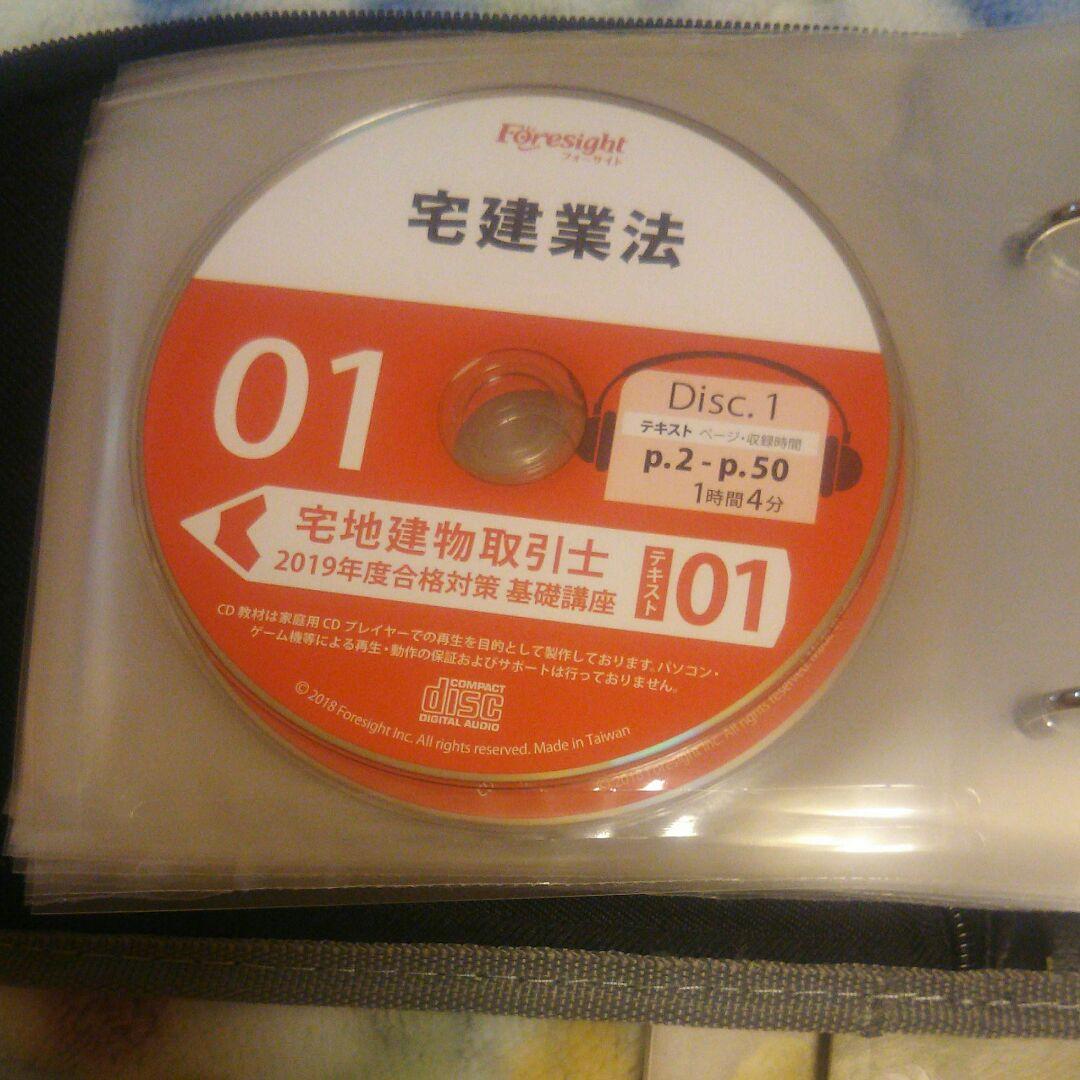 Foresight
フォーサイト
宅建業法
01
Disc. 1
テキスト ページ・収録時間
p.2 - p.50
1時間4分
宅地建物取引士
2019年度合格対策 基礎講座
テキスト
01
CD 教材は家庭用 CD プレイヤーでの再生を目的として製作しております。パソコン・
ゲーム機等による再生・動作の保証およびサポートは行っておりません。
COMPACT
disc
DIGITAL AUDIO
© 2018 Foresight Inc. All rights reserved. Made in Taiwan
Inc. All rights reserved.